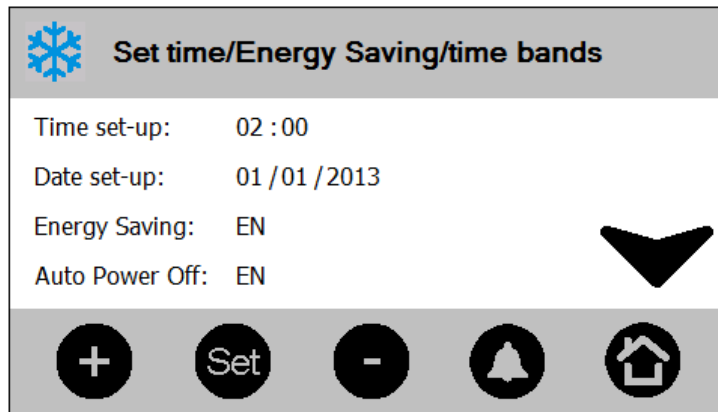 Set time/Energy Saving/time bands
Time set-up: 02 : 00
Date set-up: 01 / 01 / 2013
Energy Saving: EN
Auto Power Off: EN
+ Set -